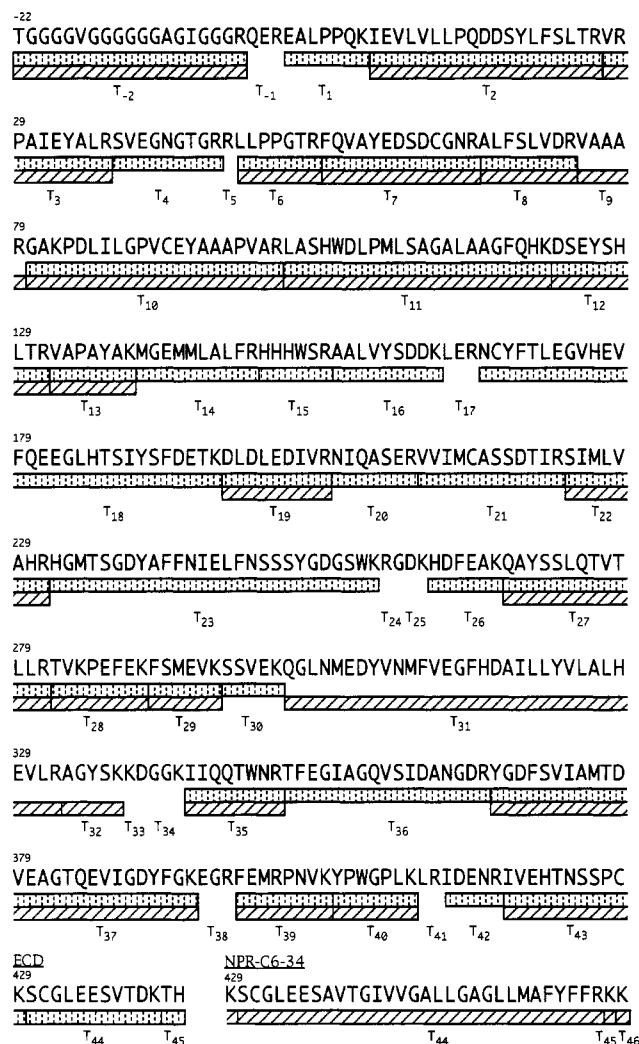 -22
TGGGGVGGGGGGAGIGGGRQEREALPPQKIEVLVLLPQDDSYLFSLTRVR
T-2 T-1 T1 T2
29
PAIEYALRSVEGNGTGRRLLPPGTRFQVAYEDSDCGNRALFSLVDRVAAA
T3 T4 T5 T6 T7 T8 T9
79
RGAKPDLILGPVCEYAAAPVARLASHWDLPMLSAGALAAGFQHKDSEYSH
T10 T11 T12
129
LTRVAPAYAKMGEMMLALFRHHHWSRAALVYSDDKLERNCYFTLEGVHEV
T13 T14 T15 T16 T17
179
FQEEGLHTSIYSFDETKDLDLEDIVRNIQASERVVIMCASSDTIRSIMLV
T18 T19 T20 T21 T22
229
AHRHGMTSGDYAFFNIELFNSSSYGDGSWKRGDKHDFEAKQAYSSLQTVT
T23 T24 T25 T26 T27
279
LLRTVKPEFEKFSMEVKSSVEKQGLNMEDYVNMFVEGFHDAILLYVLALH
T28 T29 T30 T31
329
EVLRAGYSKKDGGKIIQQTWNRTFEGIAGQVSIDANGDRYGDFSVIAMTD
T32 T33 T34 T35 T36
379
VEAGTQEVIGDYFGKEGRFEMRPNVKYPWGPLKLRIDENRIVEHTNSSPC
T37 T38 T39 T40 T41 T42 T43
ECD NPR-C6-34
429 429
KSCGLEESVTDKTH KSCGLEESAVTGIVVGALLGAGLLMAFYFFRKK
T44 T45 T44 T45 T46